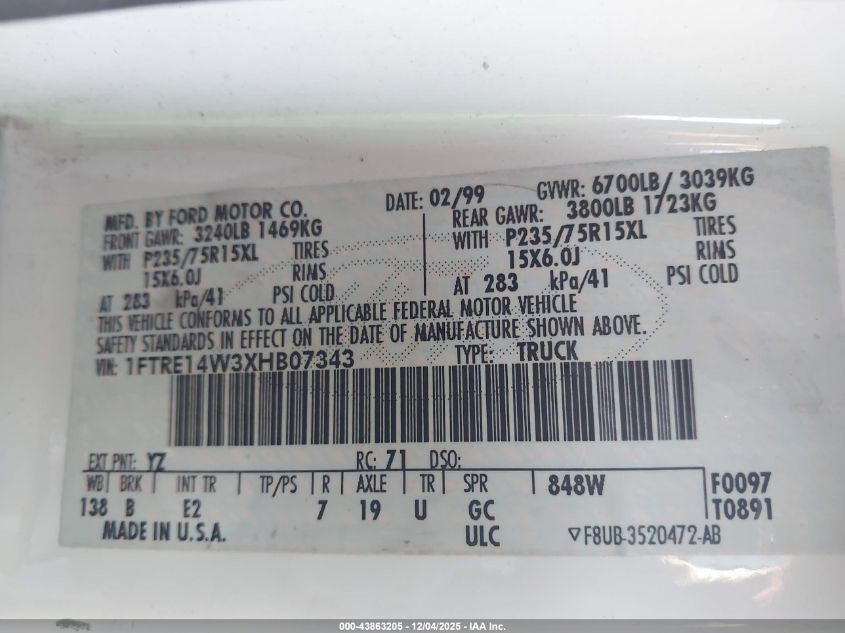 MFD. BY FORD MOTOR CO. DATE: 02/99 GVWR: 6700LB/ 3039KG
FRONT GAWR: 3240LB 1469KG REAR GAWR: 3800LB 1723KG
WITH P235/75R15XL TIRES WITH P235/75R15XL TIRES
15X6.0J RIMS 15X6.0J RIMS
AT 283 kPa/41 PSI COLD AT 283 kPa/41 PSI COLD
THIS VEHICLE CONFORMS TO ALL APPLICABLE FEDERAL MOTOR VEHICLE
SAFETY STANDARDS IN EFFECT ON THE DATE OF MANUFACTURE SHOWN ABOVE.
VIN: 1FTRE14W3XHB07343 TYPE: TRUCK
EXT PNT: YZ RC: 71 DSO:
WB BRK INT TR TP/PS R AXLE TR SPR 848W F0097
138 B E2 7 19 U GC T0891
MADE IN U.S.A. ULC ▽F8UB-3520472-AB
000-43863205 - 12/04/2025 - IAA Inc.